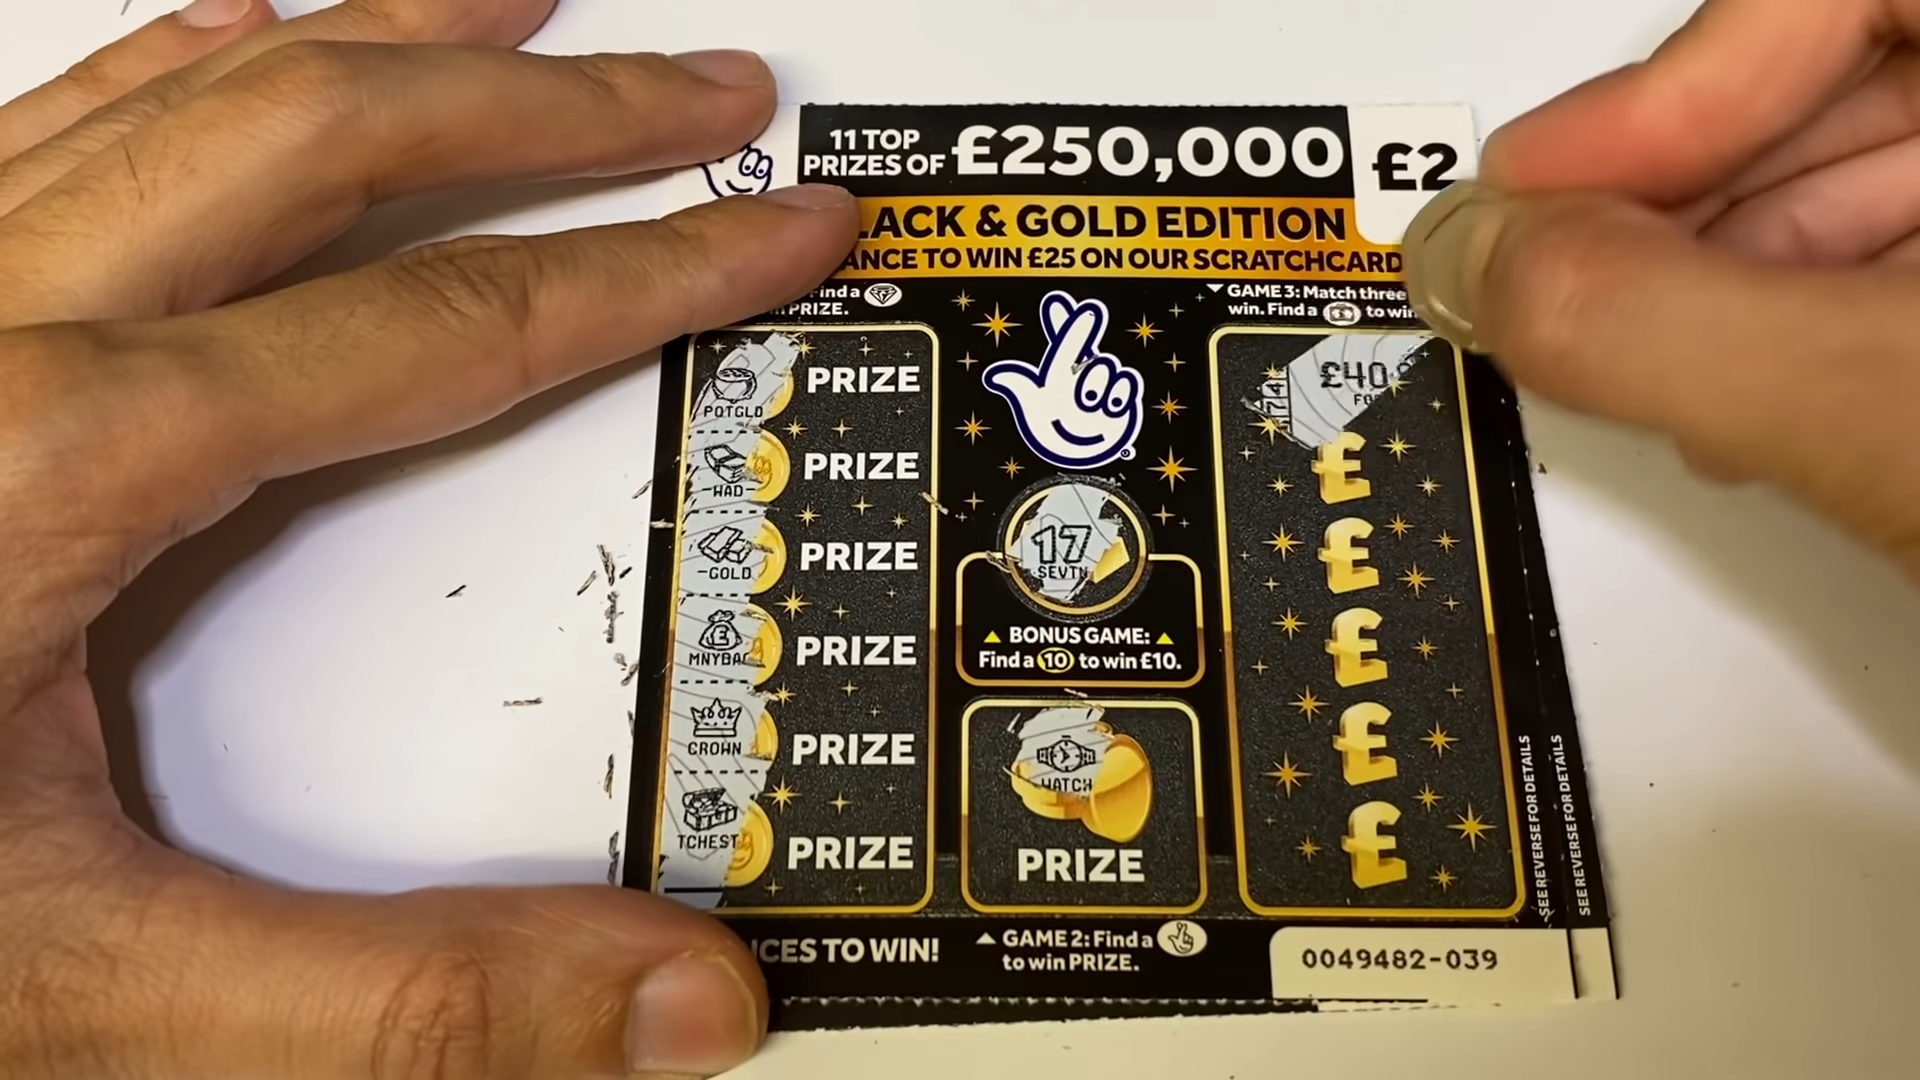 11 TOP
PRIZES OF £250,000
£2
LACK & GOLD EDITION
ANCE TO WIN £25 ON OUR SCRATCHCARD
Find a
PRIZE.
GAME 3: Match three
win. Find a to win
POTGLD
PRIZE
WAD
PRIZE
GOLD
PRIZE
MNYBAG
PRIZE
CROWN
PRIZE
TCHEST
PRIZE
17
SEVTN
BONUS GAME:
Find a 10 to win £10.
WATCH
PRIZE
£40
£
£
£
£
£
CES TO WIN!
GAME 2: Find a
to win PRIZE.
0049482-039
SEE REVERSE FOR DETAILS
SEE REVERSE FOR DETAILS